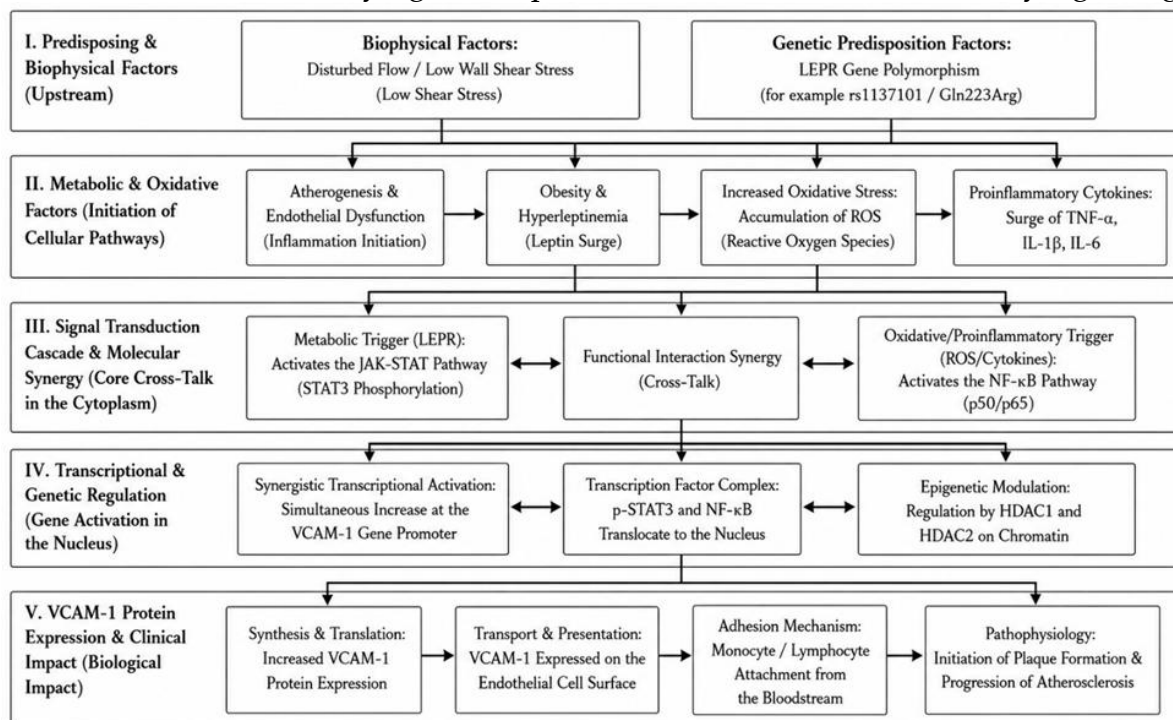 I. Predisposing &
Biophysical Factors
(Upstream)
Biophysical Factors:
Disturbed Flow / Low Wall Shear Stress
(Low Shear Stress)
Genetic Predisposition Factors:
LEPR Gene Polymorphism
(for example rs1137101 / Gln223Arg)
II. Metabolic & Oxidative
Factors (Initiation of
Cellular Pathways)
Atherogenesis &
Endothelial Dysfunction
(Inflammation Initiation)
Obesity &
Hyperleptinemia
(Leptin Surge)
Increased Oxidative Stress:
Accumulation of ROS
(Reactive Oxygen Species)
Proinflammatory Cytokines:
Surge of TNF-α,
IL-1β, IL-6
III. Signal Transduction
Cascade & Molecular
Synergy (Core Cross-Talk
in the Cytoplasm)
Metabolic Trigger (LEPR):
Activates the JAK-STAT Pathway
(STAT3 Phosphorylation)
Functional Interaction Synergy
(Cross-Talk)
Oxidative/Proinflammatory Trigger
(ROS/Cytokines):
Activates the NF-κB Pathway
(p50/p65)
IV. Transcriptional &
Genetic Regulation
(Gene Activation in
the Nucleus)
Synergistic Transcriptional Activation:
Simultaneous Increase at the
VCAM-1 Gene Promoter
Transcription Factor Complex:
p-STAT3 and NF-κB
Translocate to the Nucleus
Epigenetic Modulation:
Regulation by HDAC1 and
HDAC2 on Chromatin
V. VCAM-1 Protein
Expression & Clinical
Impact (Biological
Impact)
Synthesis & Translation:
Increased VCAM-1
Protein Expression
Transport & Presentation:
VCAM-1 Expressed on the
Endothelial Cell Surface
Adhesion Mechanism:
Monocyte / Lymphocyte
Attachment from
the Bloodstream
Pathophysiology:
Initiation of Plaque Formation &
Progression of Atherosclerosis